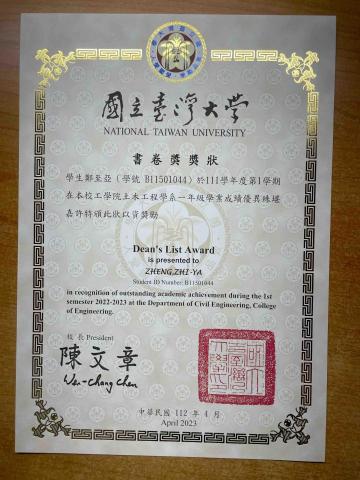 國立臺灣大學
NATIONAL TAIWAN UNIVERSITY
書卷獎獎狀
學生鄭至亞（學號 B11501044）於111學年度第1學期
在本校工學院土木工程學系一年級學業成績優異殊堪
嘉許特頒此狀以資獎勵
Dean's List Award
is presented to
ZHENG,ZHI-YA
Student ID Number: B11501044
in recognition of outstanding academic achievement during the 1st
semester 2022-2023 at the Department of Civil Engineering, College
of Engineering.
校長 President
陳文章
Wen-Chang Chen
中華民國 112 年 4 月
April 2023